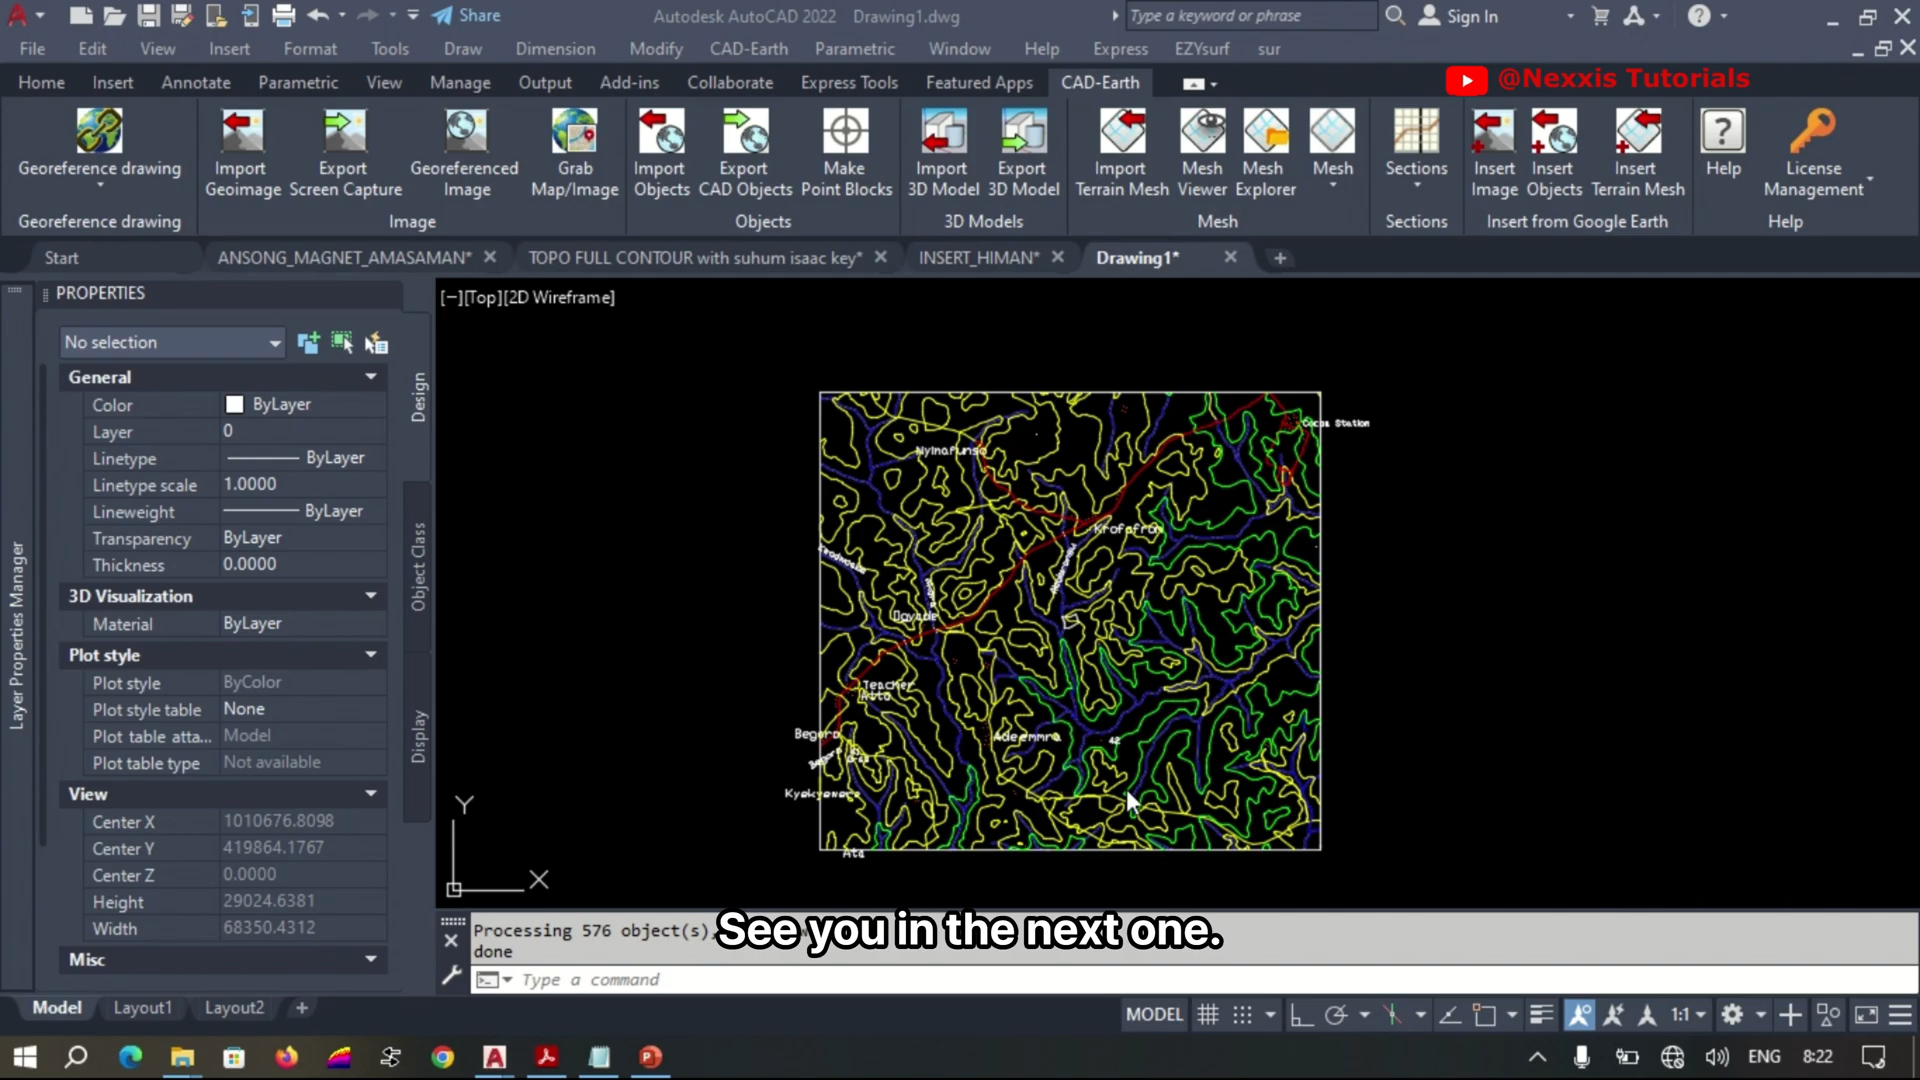 Share
Autodesk AutoCAD 2022 Drawing1.dwg
Type a keyword or phrase
Sign In
File Edit View Insert Format Tools Draw Dimension Modify CAD-Earth Parametric Window Help Express EZYsurf sur
Home Insert Annotate Parametric View Manage Output Add-ins Collaborate Express Tools Featured Apps CAD-Earth
@Nexxis Tutorials
Georeference drawing
Import Geoimage
Export Screen Capture
Georeferenced Image
Grab Map/Image
Import Objects
Export CAD Objects
Make Point Blocks
Import 3D Model
Export 3D Model
Import Terrain Mesh
Mesh Viewer
Mesh Explorer
Mesh
Sections
Insert Image
Insert Objects
Insert Terrain Mesh
Help
License Management
Georeference drawing Image Objects 3D Models Mesh Sections Insert from Google Earth Help
Start ANSONG_MAGNET_AMASAMAN* TOPO FULL CONTOUR with suhum isaac key* INSERT_HIMAN* Drawing1*
PROPERTIES
[−][Top][2D Wireframe]
No selection
General
Color ByLayer
Layer 0
Linetype ByLayer
Linetype scale 1.0000
Lineweight ByLayer
Transparency ByLayer
Thickness 0.0000
3D Visualization
Material ByLayer
Plot style
Plot style ByColor
Plot style table None
Plot table atta... Model
Plot table type Not available
View
Center X 1010676.8098
Center Y 419864.1767
Center Z 0.0000
Height 29024.6381
Width 68350.4312
Misc
Layer Properties Manager
Design
Object Class
Display
Cocoa Station
Nyinafunso
Krofofrom
Teacher
Atta
Begoro
Adeemmra
42
Ata
Y
X
Processing 576 object(s),
done
See you in the next one.
Type a command
Model Layout1 Layout2
MODEL
1:1
ENG 8:22